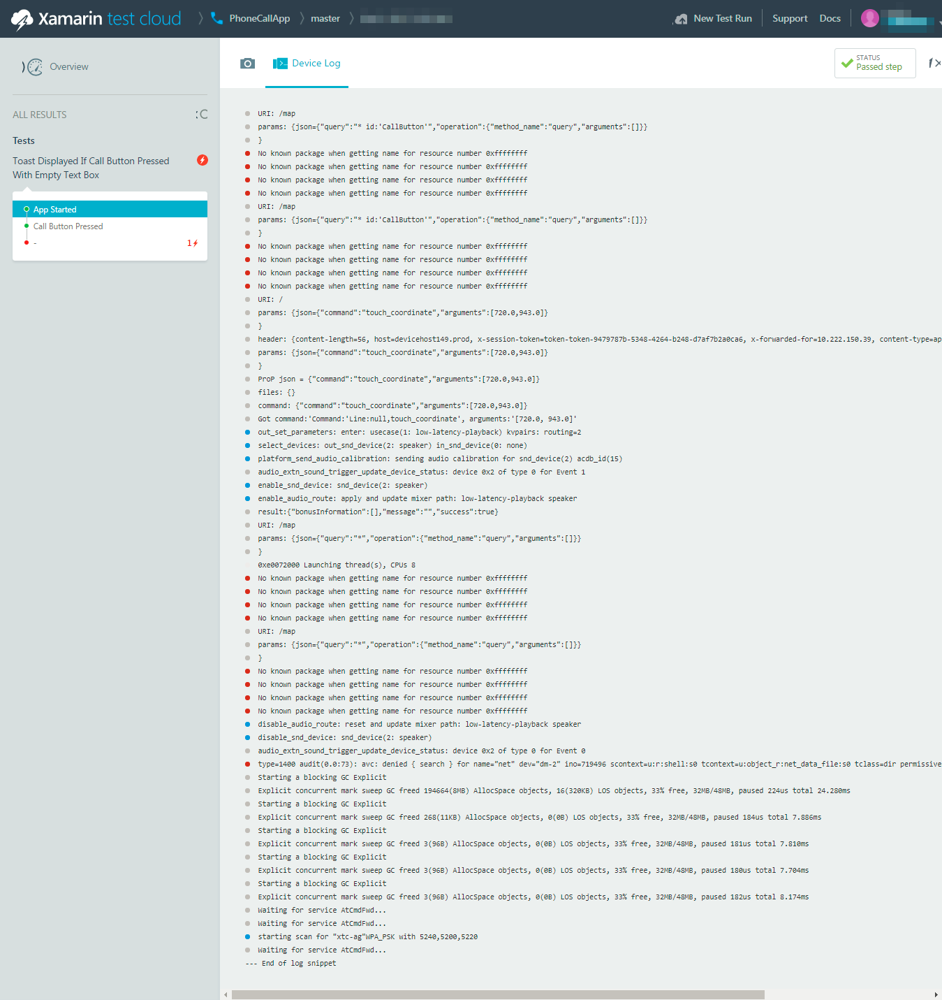 Xamarin test cloud
PhoneCallApp
master
New Test Run
Support
Docs
Overview
ALL RESULTS
Tests
Toast Displayed If Call Button Pressed
With Empty Text Box
App Started
Call Button Pressed
-
1
Device Log
STATUS
Passed step
URI: /map
params: {json={"query":"* id:'CallButton'","operation":{"method_name":"query","arguments":[]}}
}
No known package when getting name for resource number 0xffffffff
No known package when getting name for resource number 0xffffffff
No known package when getting name for resource number 0xffffffff
No known package when getting name for resource number 0xffffffff
URI: /map
params: {json={"query":"* id:'CallButton'","operation":{"method_name":"query","arguments":[]}}
}
No known package when getting name for resource number 0xffffffff
No known package when getting name for resource number 0xffffffff
No known package when getting name for resource number 0xffffffff
No known package when getting name for resource number 0xffffffff
URI: /
params: {json={"command":"touch_coordinate","arguments":[720.0,943.0]}
}
header: {content-length=56, host=devicehost149.prod, x-session-token=token-token-9479787b-5348-4264-b248-d7af7b2a0ca6, x-forwarded-for=10.222.150.39, content-type=ap
params: {json={"command":"touch_coordinate","arguments":[720.0,943.0]}
}
ProP json = {"command":"touch_coordinate","arguments":[720.0,943.0]}
files: {}
command: {"command":"touch_coordinate","arguments":[720.0,943.0]}
Got command:'Command:'Line:null,touch_coordinate', arguments:'[720.0, 943.0]'
out_set_parameters: enter: usecase(1: low-latency-playback) kvpairs: routing=2
select_devices: out_snd_device(2: speaker) in_snd_device(0: none)
platform_send_audio_calibration: sending audio calibration for snd_device(2) acdb_id(15)
audio_extn_sound_trigger_update_device_status: device 0x2 of type 0 for Event 1
enable_snd_device: snd_device(2: speaker)
enable_audio_route: apply and update mixer path: low-latency-playback speaker
result:{"bonusInformation":[],"message":"","success":true}
URI: /map
params: {json={"query":"*","operation":{"method_name":"query","arguments":[]}}
}
0xe0072000 Launching thread(s), CPUs 8
No known package when getting name for resource number 0xffffffff
No known package when getting name for resource number 0xffffffff
No known package when getting name for resource number 0xffffffff
No known package when getting name for resource number 0xffffffff
URI: /map
params: {json={"query":"*","operation":{"method_name":"query","arguments":[]}}
}
No known package when getting name for resource number 0xffffffff
No known package when getting name for resource number 0xffffffff
No known package when getting name for resource number 0xffffffff
No known package when getting name for resource number 0xffffffff
disable_audio_route: reset and update mixer path: low-latency-playback speaker
disable_snd_device: snd_device(2: speaker)
audio_extn_sound_trigger_update_device_status: device 0x2 of type 0 for Event 0
type=1400 audit(0.0:73): avc: denied { search } for name="net" dev="dm-2" ino=719496 scontext=u:r:shell:s0 tcontext=u:object_r:net_data_file:s0 tclass=dir permissive
Starting a blocking GC Explicit
Explicit concurrent mark sweep GC freed 194664(8MB) AllocSpace objects, 16(320KB) LOS objects, 33% free, 32MB/48MB, paused 224us total 24.280ms
Starting a blocking GC Explicit
Explicit concurrent mark sweep GC freed 268(11KB) AllocSpace objects, 0(0B) LOS objects, 33% free, 32MB/48MB, paused 184us total 7.886ms
Starting a blocking GC Explicit
Explicit concurrent mark sweep GC freed 3(96B) AllocSpace objects, 0(0B) LOS objects, 33% free, 32MB/48MB, paused 181us total 7.810ms
Starting a blocking GC Explicit
Explicit concurrent mark sweep GC freed 3(96B) AllocSpace objects, 0(0B) LOS objects, 33% free, 32MB/48MB, paused 180us total 7.704ms
Starting a blocking GC Explicit
Explicit concurrent mark sweep GC freed 3(96B) AllocSpace objects, 0(0B) LOS objects, 33% free, 32MB/48MB, paused 182us total 8.174ms
Waiting for service AtCmdFwd...
Waiting for service AtCmdFwd...
starting scan for "xtc-ag"WPA_PSK with 5240,5200,5220
Waiting for service AtCmdFwd...
--- End of log snippet